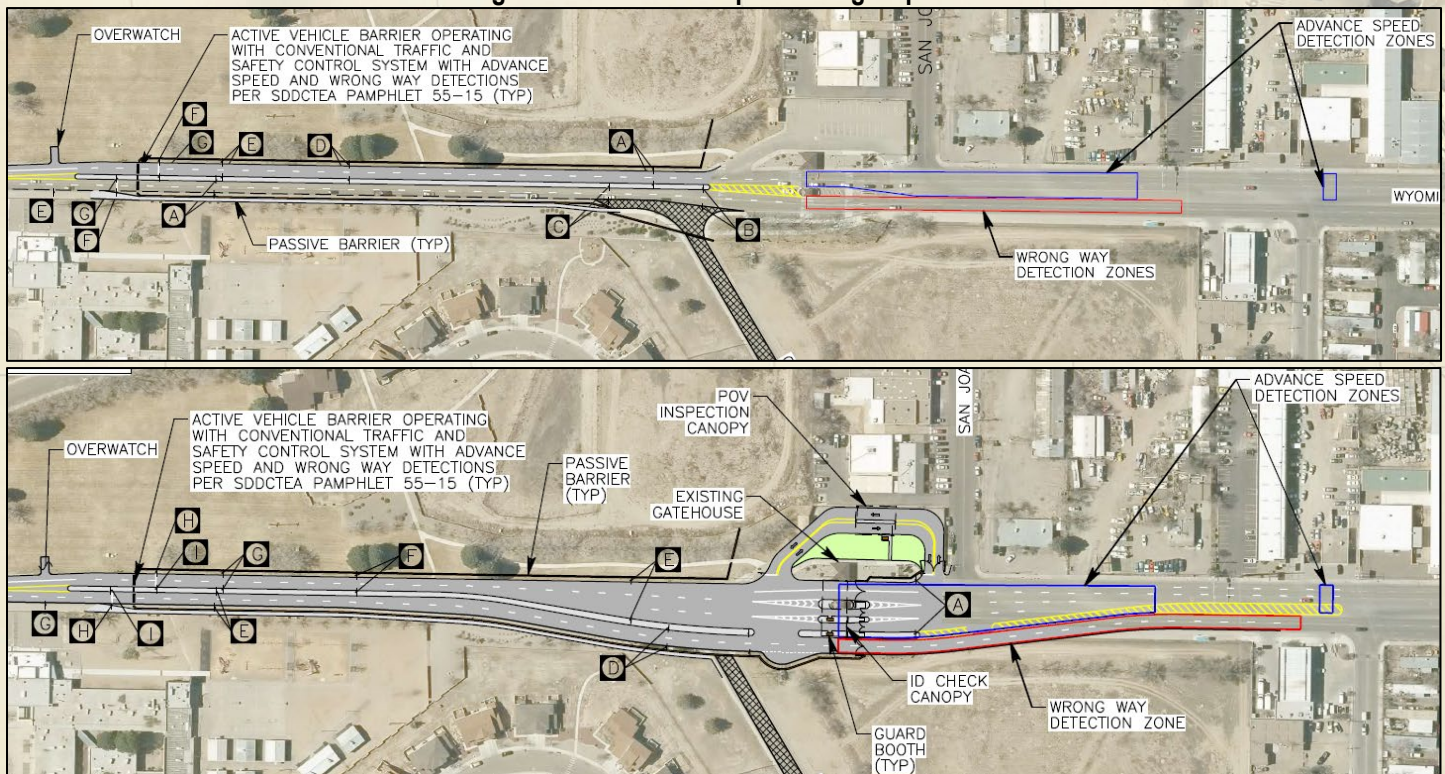 OVERWATCH
ACTIVE VEHICLE BARRIER OPERATING
WITH CONVENTIONAL TRAFFIC AND
SAFETY CONTROL SYSTEM WITH ADVANCE
SPEED AND WRONG WAY DETECTIONS
PER SDDCTEA PAMPHLET 55-15 (TYP)
SAN JO
ADVANCE SPEED
DETECTION ZONES
F
G
E
D
A
WYOMI
E
G
F
A
C
B
PASSIVE BARRIER (TYP)
WRONG WAY
DETECTION ZONES
OVERWATCH
ACTIVE VEHICLE BARRIER OPERATING
WITH CONVENTIONAL TRAFFIC AND
SAFETY CONTROL SYSTEM WITH ADVANCE
SPEED AND WRONG WAY DETECTIONS
PER SDDCTEA PAMPHLET 55-15 (TYP)
PASSIVE
BARRIER
(TYP)
POV
INSPECTION
CANOPY
EXISTING
GATEHOUSE
SAN JOA
ADVANCE SPEED
DETECTION ZONES
H
I
G
F
E
A
G
H
I
E
D
ID CHECK
CANOPY
GUARD
BOOTH
(TYP)
WRONG WAY
DETECTION ZONE